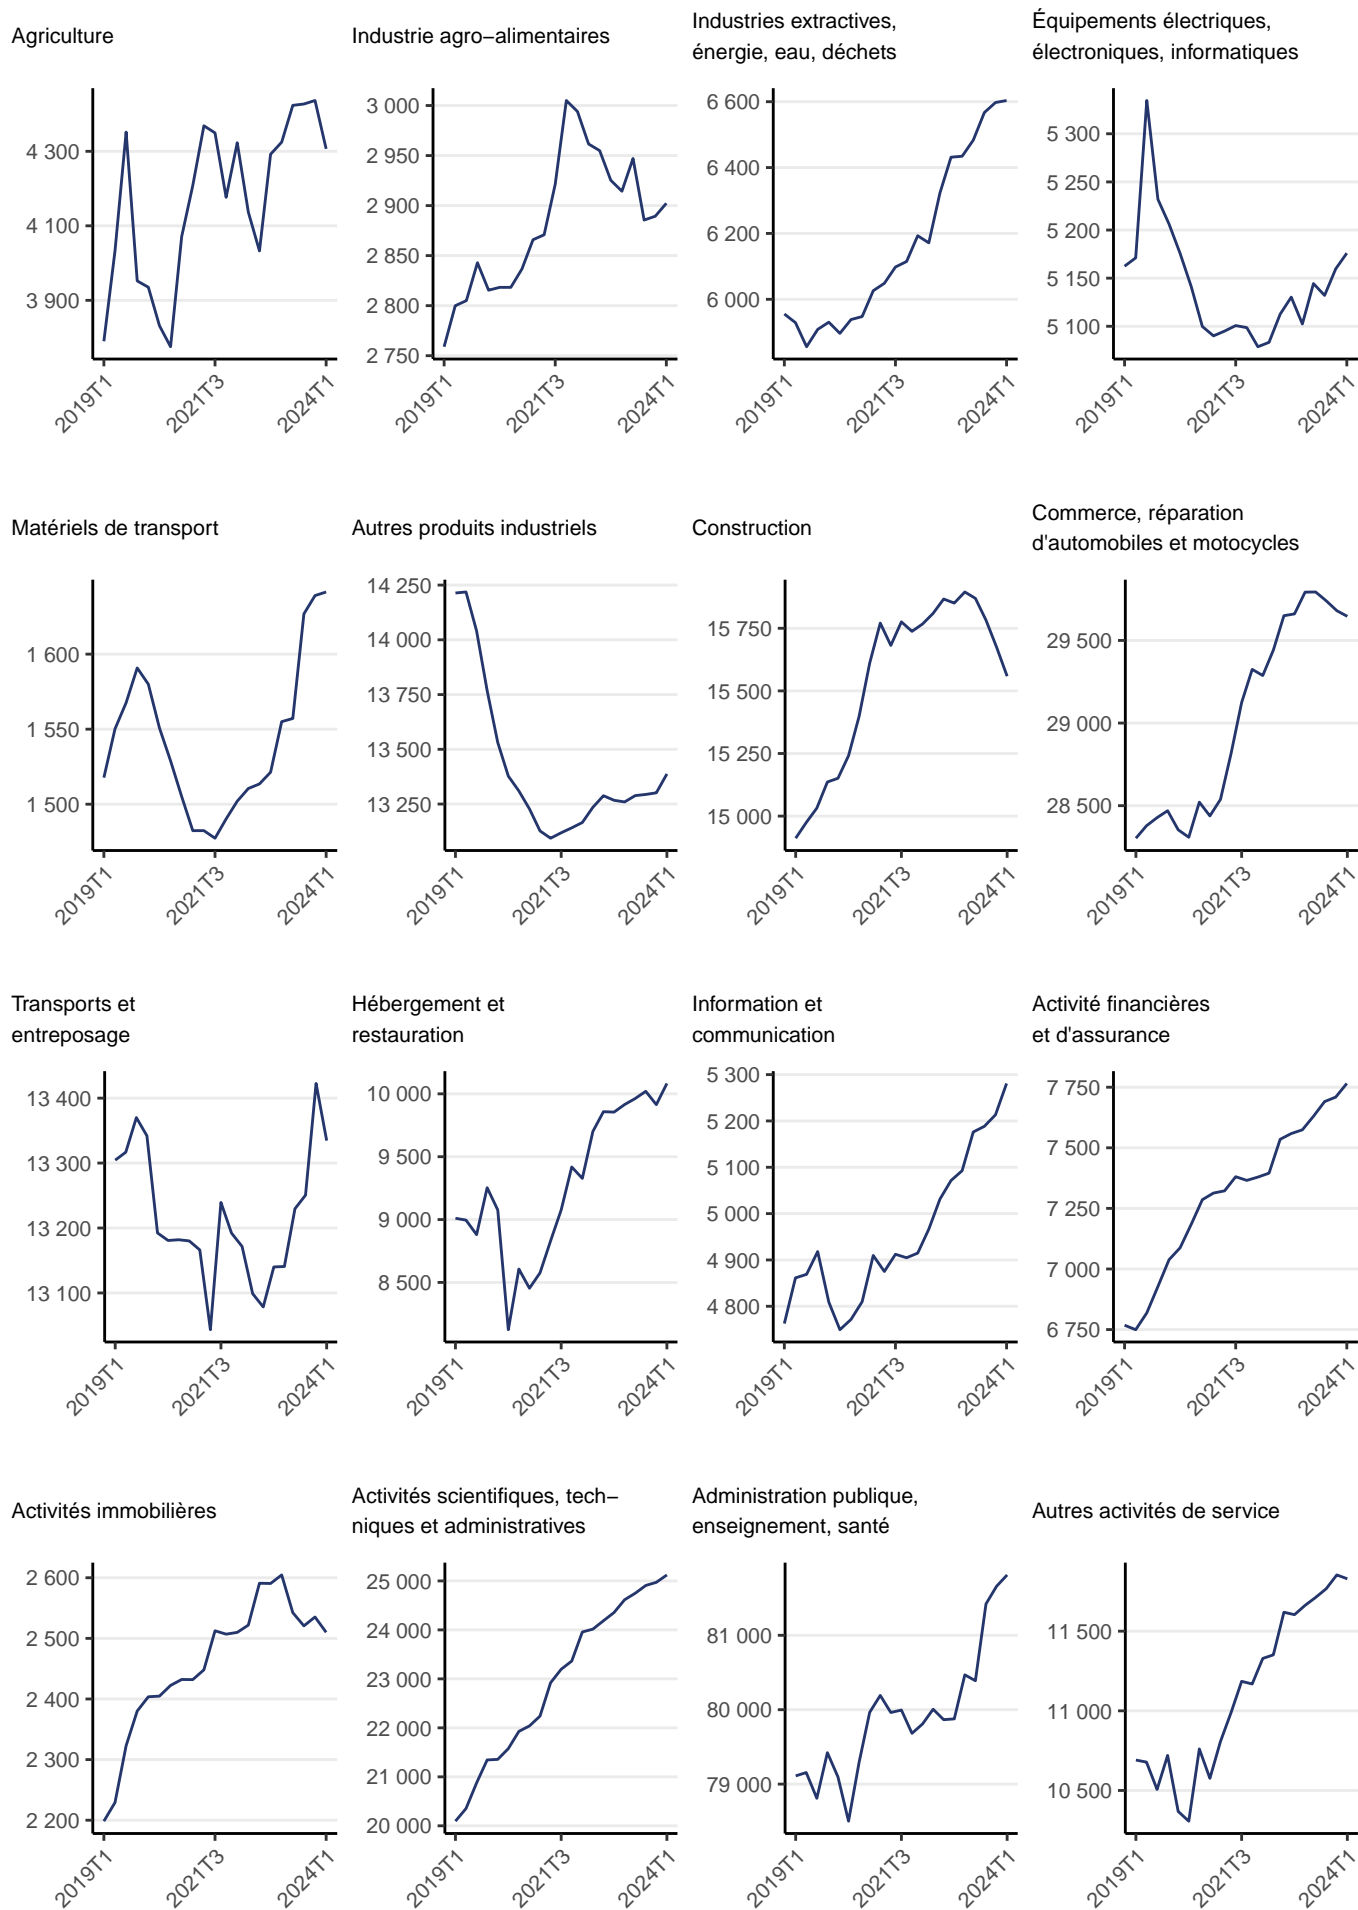 Agriculture
4 300
4 100
3 900
2019T1
2021T3
2024T1
Industrie agro−alimentaires
3 000
2 950
2 900
2 850
2 800
2 750
2019T1
2021T3
2024T1
Industries extractives,
énergie, eau, déchets
6 600
6 400
6 200
6 000
2019T1
2021T3
2024T1
Équipements électriques,
électroniques, informatiques
5 300
5 250
5 200
5 150
5 100
2019T1
2021T3
2024T1
Matériels de transport
1 600
1 550
1 500
2019T1
2021T3
2024T1
Autres produits industriels
14 250
14 000
13 750
13 500
13 250
2019T1
2021T3
2024T1
Construction
15 750
15 500
15 250
15 000
2019T1
2021T3
2024T1
Commerce, réparation
d'automobiles et motocycles
29 500
29 000
28 500
2019T1
2021T3
2024T1
Transports et
entreposage
13 400
13 300
13 200
13 100
2019T1
2021T3
2024T1
Hébergement et
restauration
10 000
9 500
9 000
8 500
2019T1
2021T3
2024T1
Information et
communication
5 300
5 200
5 100
5 000
4 900
4 800
2019T1
2021T3
2024T1
Activité financières
et d'assurance
7 750
7 500
7 250
7 000
6 750
2019T1
2021T3
2024T1
Activités immobilières
2 600
2 500
2 400
2 300
2 200
2019T1
2021T3
2024T1
Activités scientifiques, tech−
niques et administratives
25 000
24 000
23 000
22 000
21 000
20 000
2019T1
2021T3
2024T1
Administration publique,
enseignement, santé
81 000
80 000
79 000
2019T1
2021T3
2024T1
Autres activités de service
11 500
11 000
10 500
2019T1
2021T3
2024T1